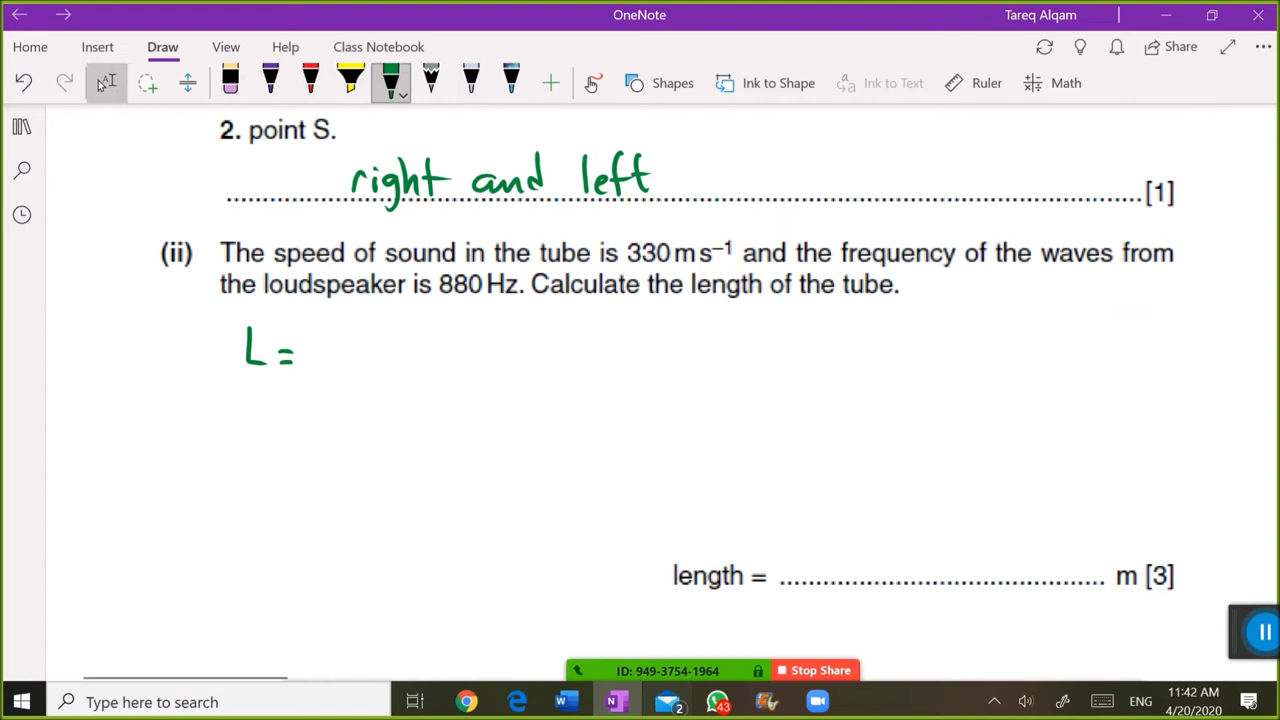 OneNote
Tareq Alqam
Home Insert Draw View Help Class Notebook
Share
Shapes
Ink to Shape
Ink to Text
Ruler
Math
2. point S.
right and left
[1]
(ii) The speed of sound in the tube is 330 m s⁻¹ and the frequency of the waves from
the loudspeaker is 880 Hz. Calculate the length of the tube.
L =
length = ............................................. m [3]
ID: 949-3754-1964
Stop Share
Type here to search
2
43
ENG
11:42 AM
4/20/2020